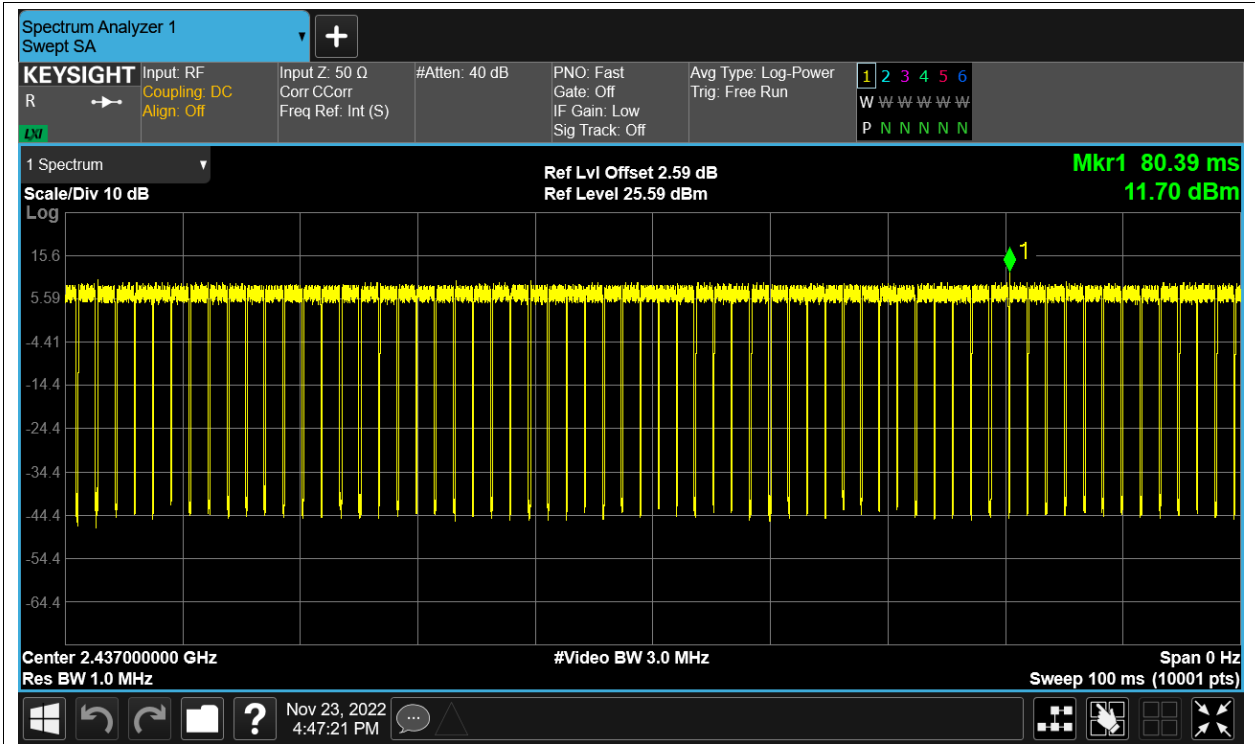 Spectrum Analyzer 1
Swept SA
+
KEYSIGHT
R
LXI
Input: RF
Coupling: DC
Align: Off
Input Z: 50 Ω
Corr CCorr
Freq Ref: Int (S)
#Atten: 40 dB
PNO: Fast
Gate: Off
IF Gain: Low
Sig Track: Off
Avg Type: Log-Power
Trig: Free Run
1 2 3 4 5 6
W W W W W W
P N N N N N
1 Spectrum
Scale/Div 10 dB
Log
Ref Lvl Offset 2.59 dB
Ref Level 25.59 dBm
Mkr1 80.39 ms
11.70 dBm
1
15.6
5.59
-4.41
-14.4
-24.4
-34.4
-44.4
-54.4
-64.4
Center 2.437000000 GHz
Res BW 1.0 MHz
#Video BW 3.0 MHz
Span 0 Hz
Sweep 100 ms (10001 pts)
?
Nov 23, 2022
4:47:21 PM